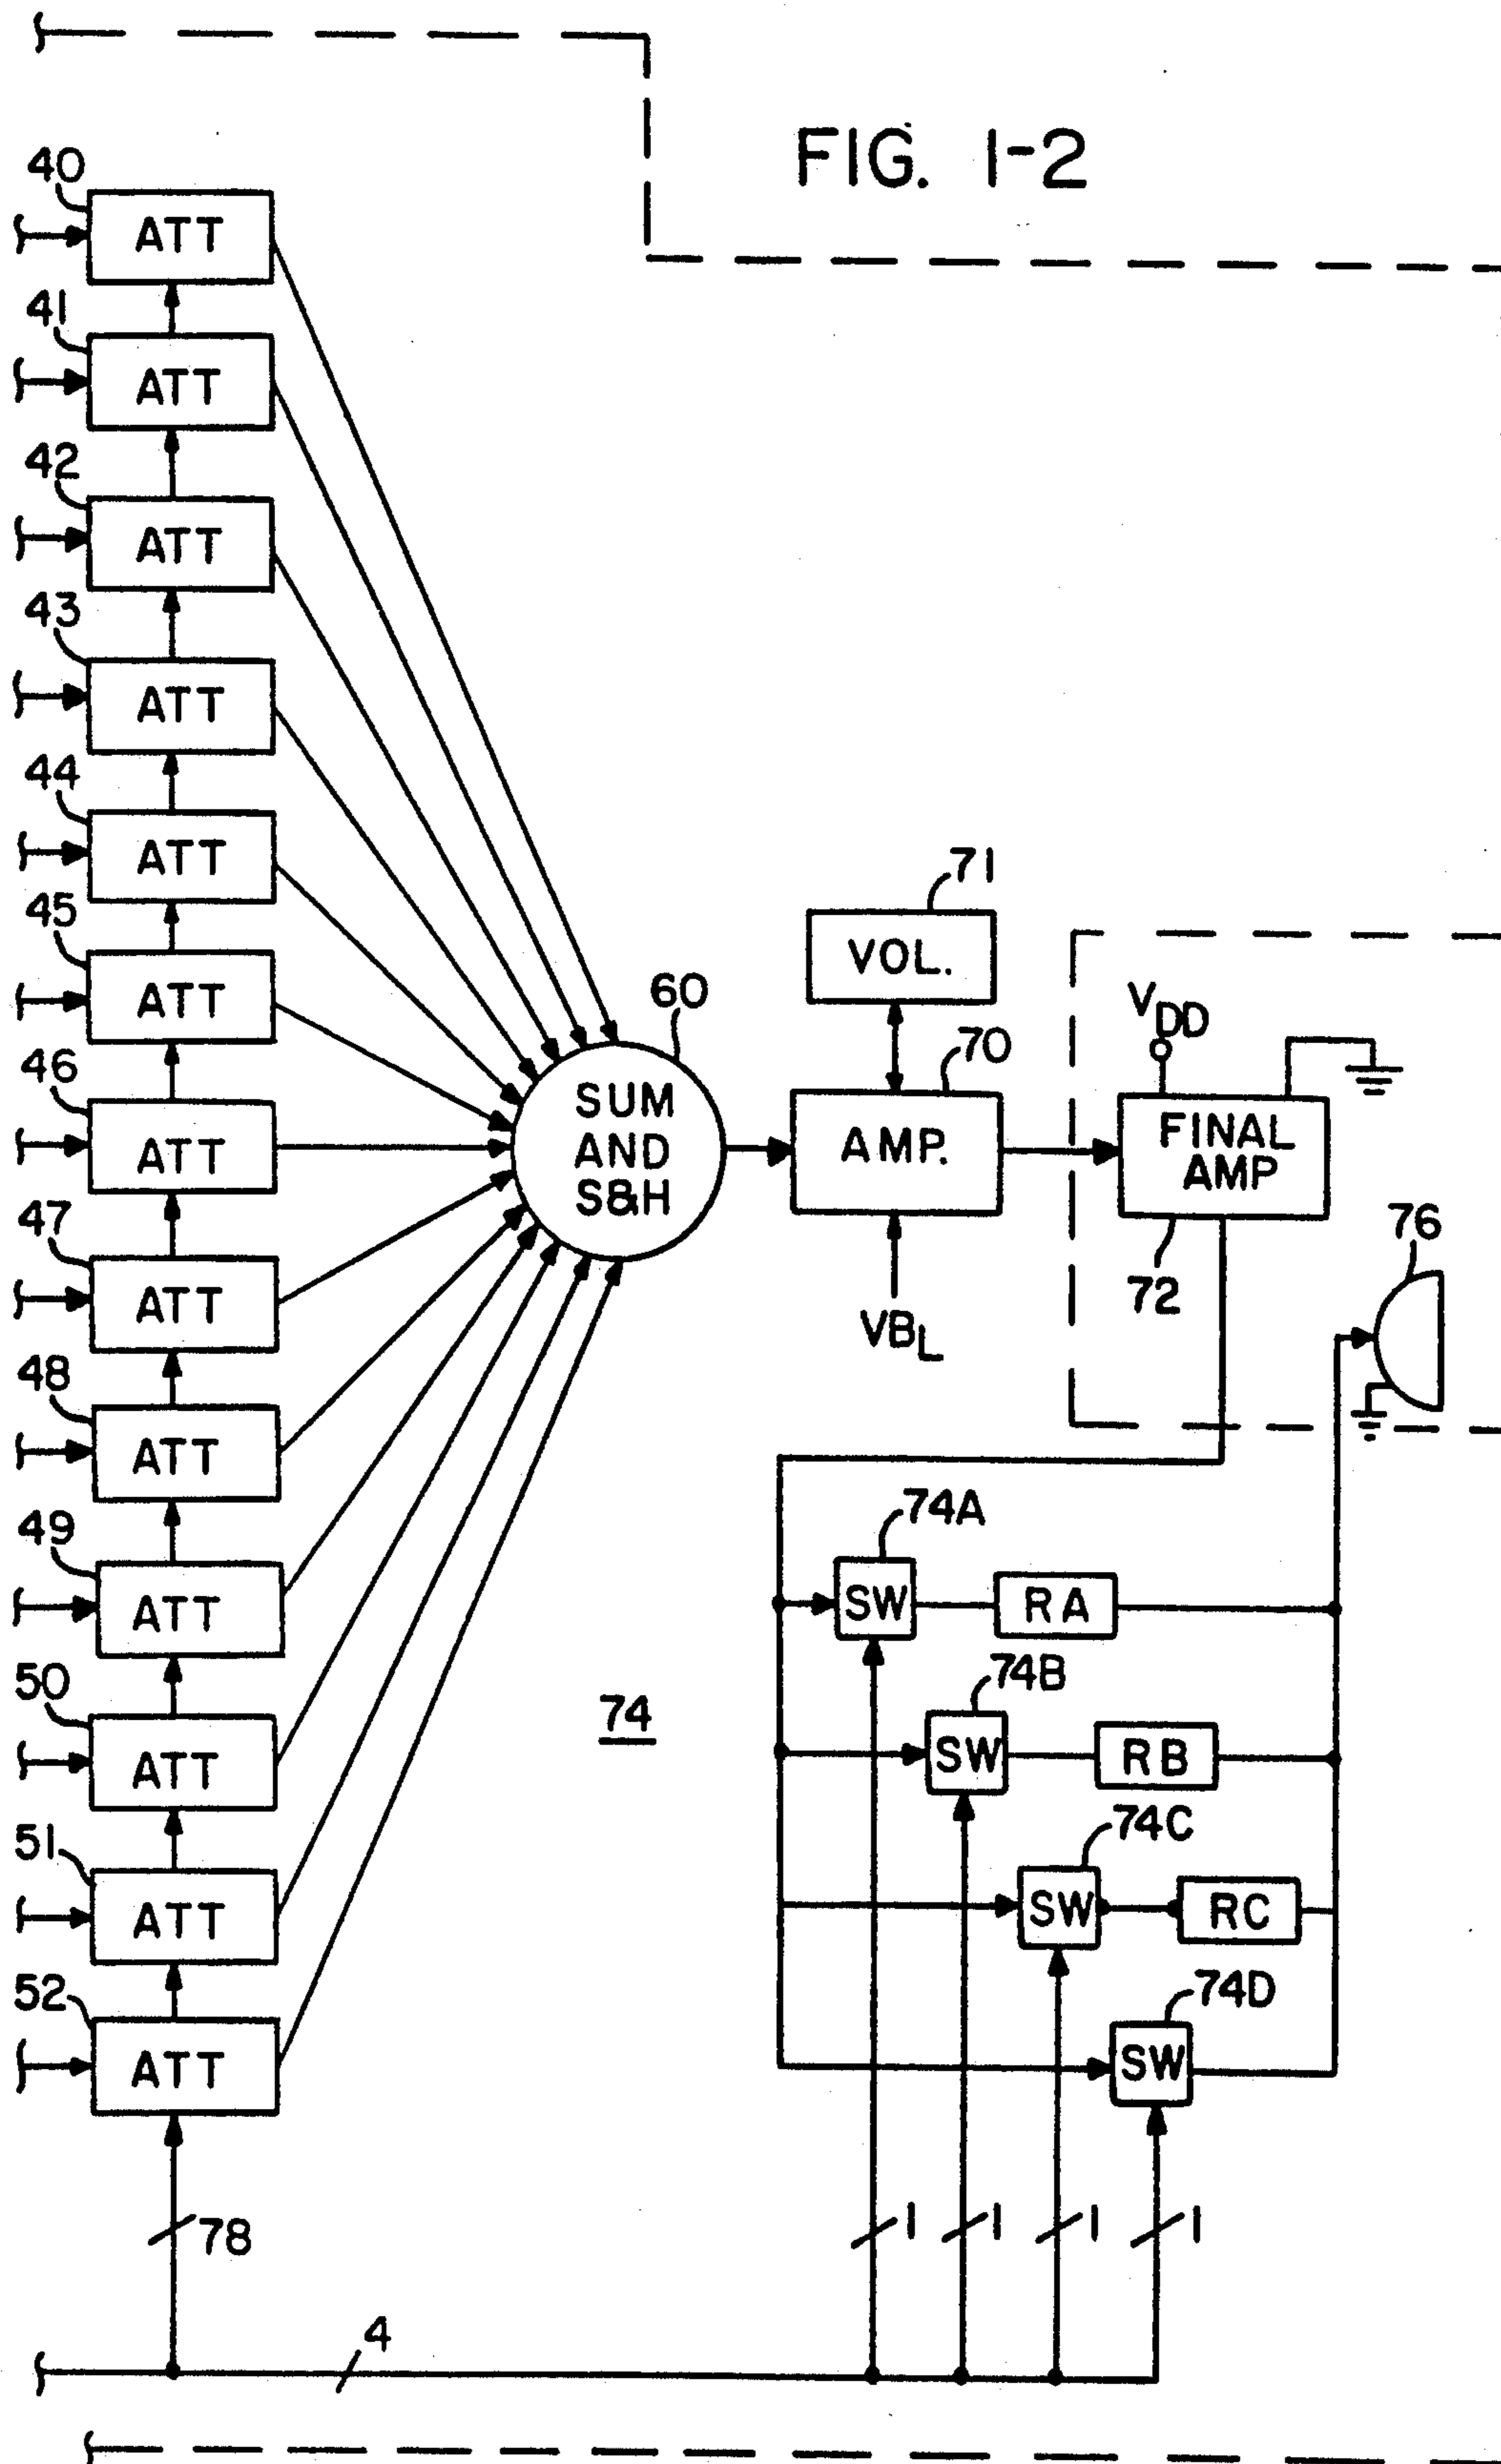 FIG. 1-2
40
ATT
41
ATT
42
ATT
43
ATT
44
ATT
45
ATT
46
ATT
47
ATT
48
ATT
49
ATT
50
ATT
51
ATT
52
ATT
78
4
60
SUM
AND
S&H
71
VOL.
70
AMP.
VBL
VDD
FINAL
AMP
72
76
74
74A
SW
RA
74B
SW
RB
74C
SW
RC
74D
SW
1
1
1
1